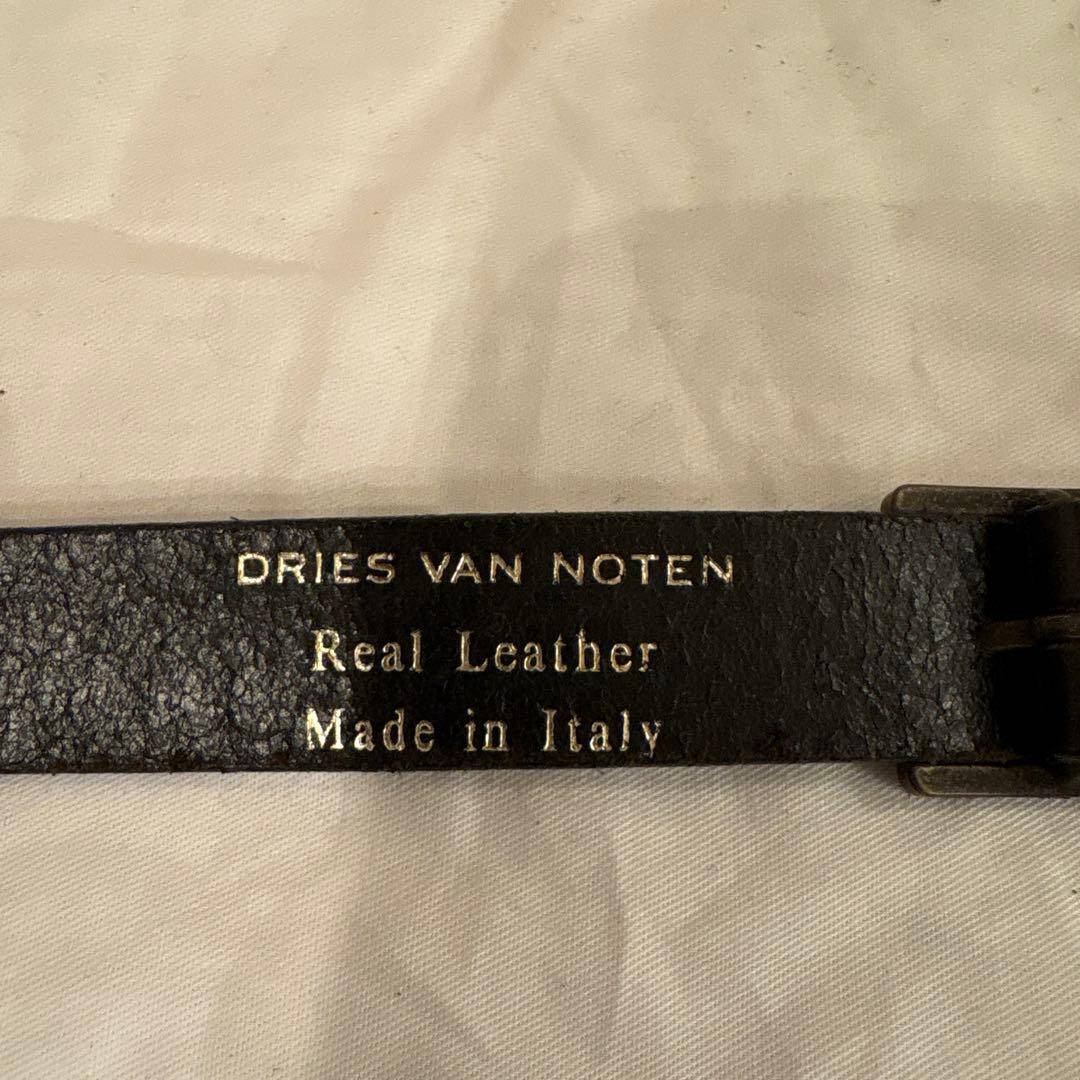 DRIES VAN NOTEN
Real Leather
Made in Italy